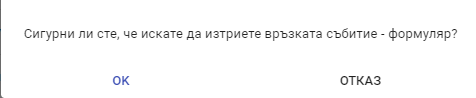 Сигурни ли сте, че искате да изтриете връзката събитие - формуляр?
OK
ОТКАЗ